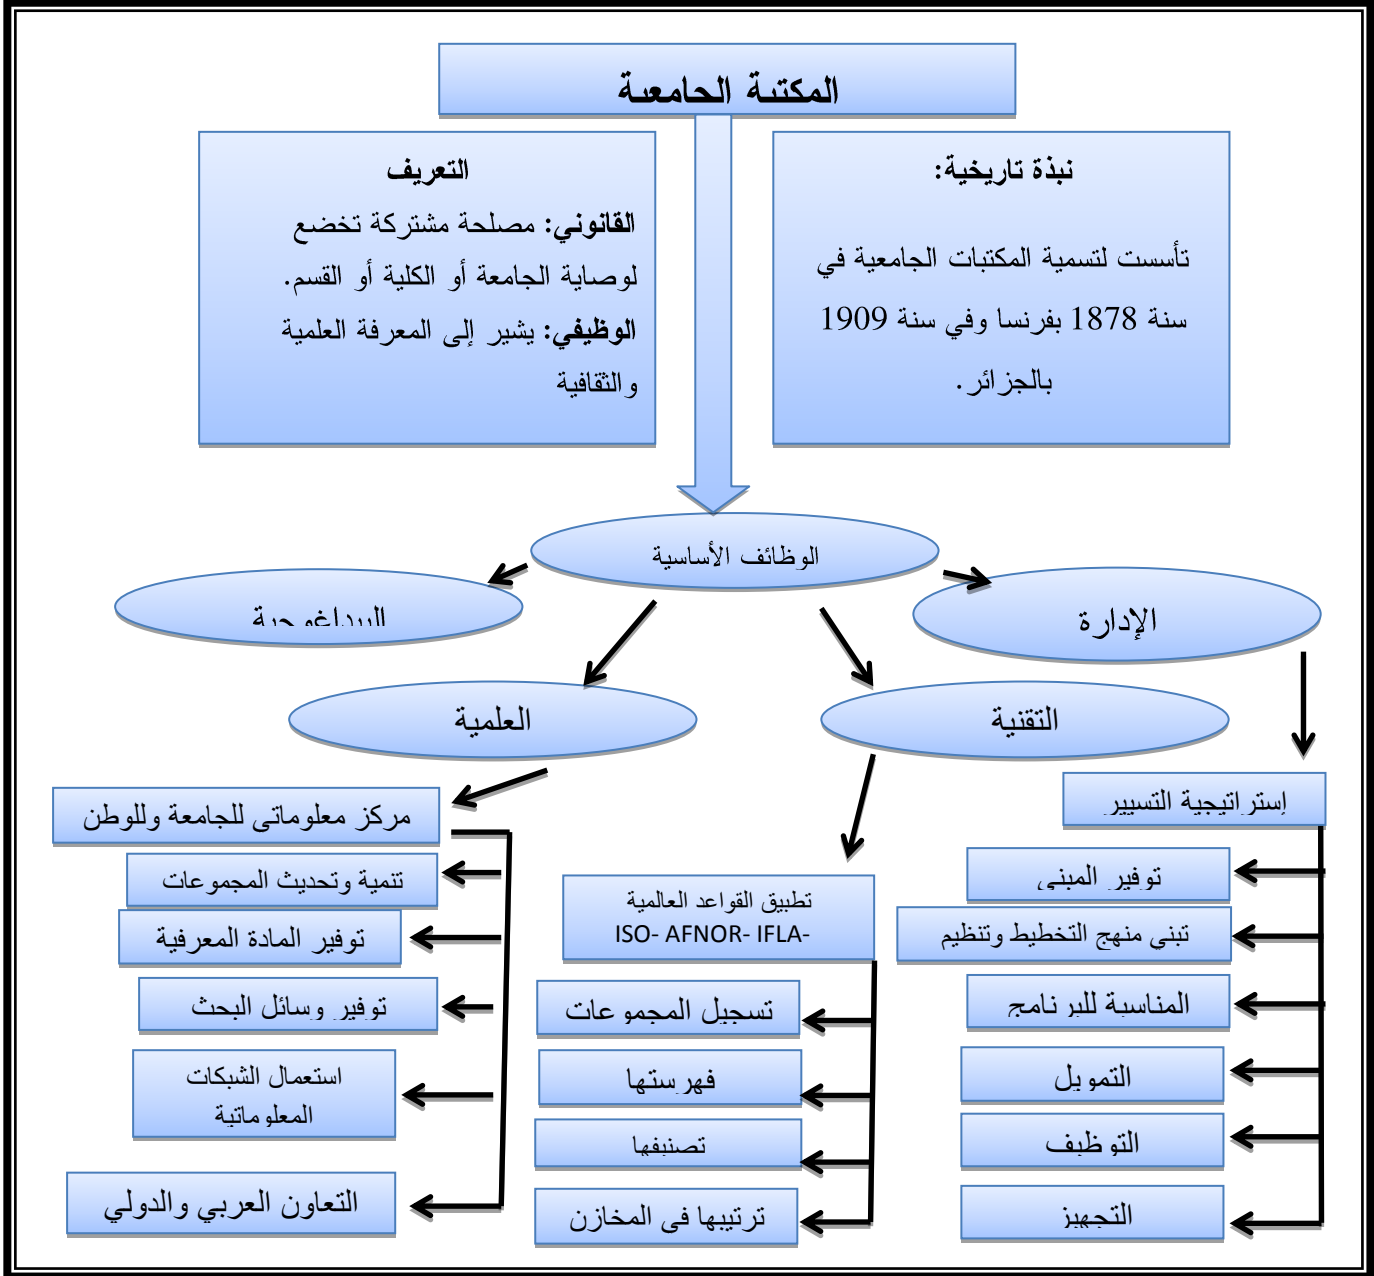 المكتبة الجامعية
نبذة تاريخية:
تأسست لتسمية المكتبات الجامعية في
سنة 1878 بفرنسا وفي سنة 1909
بالجزائر.
التعريف
القانوني: مصلحة مشتركة تخضع
لوصاية الجامعة أو الكلية أو القسم.
الوظيفي: يشير إلى المعرفة العلمية
والثقافية
الوظائف الأساسية
الإدارة
البيداغوجية
التقنية
العلمية
إستراتيجية التسيير
توفير المبنى
تبني منهج التخطيط وتنظيم
المناسبة للبرنامج
التمويل
التوظيف
التجهيز
تطبيق القواعد العالمية
ISO- AFNOR- IFLA-
تسجيل المجموعات
فهرستها
تصنيفها
ترتيبها في المخازن
مركز معلوماتي للجامعة وللوطن
تنمية وتحديث المجموعات
توفير المادة المعرفية
توفير وسائل البحث
استعمال الشبكات
المعلوماتية
التعاون العربي والدولي